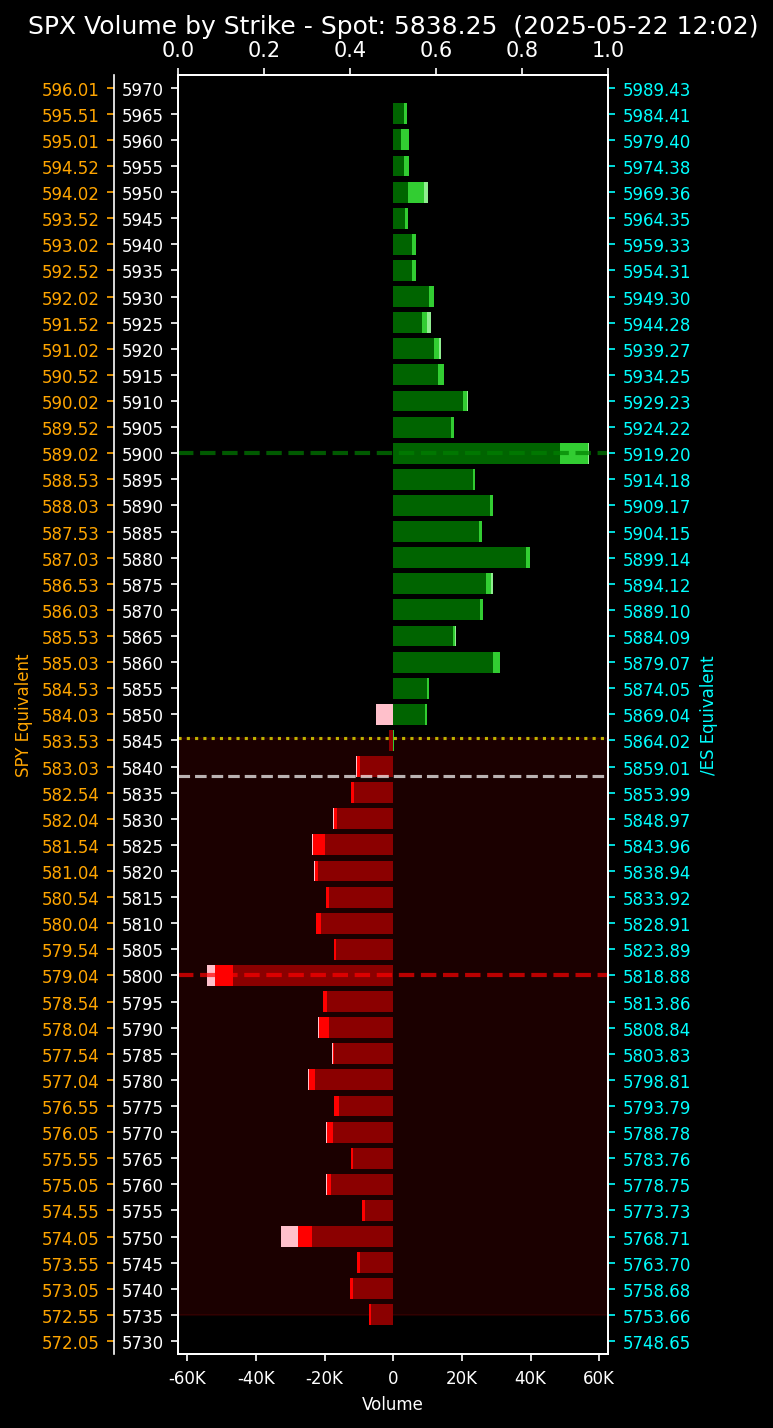 SPX Volume by Strike - Spot: 5838.25  (2025-05-22 12:02)
0.0 0.2 0.4 0.6 0.8 1.0
596.01 5970 5989.43
595.51 5965 5984.41
595.01 5960 5979.40
594.52 5955 5974.38
594.02 5950 5969.36
593.52 5945 5964.35
593.02 5940 5959.33
592.52 5935 5954.31
592.02 5930 5949.30
591.52 5925 5944.28
591.02 5920 5939.27
590.52 5915 5934.25
590.02 5910 5929.23
589.52 5905 5924.22
589.02 5900 5919.20
588.53 5895 5914.18
588.03 5890 5909.17
587.53 5885 5904.15
587.03 5880 5899.14
586.53 5875 5894.12
586.03 5870 5889.10
585.53 5865 5884.09
585.03 5860 5879.07
584.53 5855 5874.05
584.03 5850 5869.04
583.53 5845 5864.02
583.03 5840 5859.01
582.54 5835 5853.99
582.04 5830 5848.97
581.54 5825 5843.96
581.04 5820 5838.94
580.54 5815 5833.92
580.04 5810 5828.91
579.54 5805 5823.89
579.04 5800 5818.88
578.54 5795 5813.86
578.04 5790 5808.84
577.54 5785 5803.83
577.04 5780 5798.81
576.55 5775 5793.79
576.05 5770 5788.78
575.55 5765 5783.76
575.05 5760 5778.75
574.55 5755 5773.73
574.05 5750 5768.71
573.55 5745 5763.70
573.05 5740 5758.68
572.55 5735 5753.66
572.05 5730 5748.65
SPY Equivalent
/ES Equivalent
-60K -40K -20K 0 20K 40K 60K
Volume